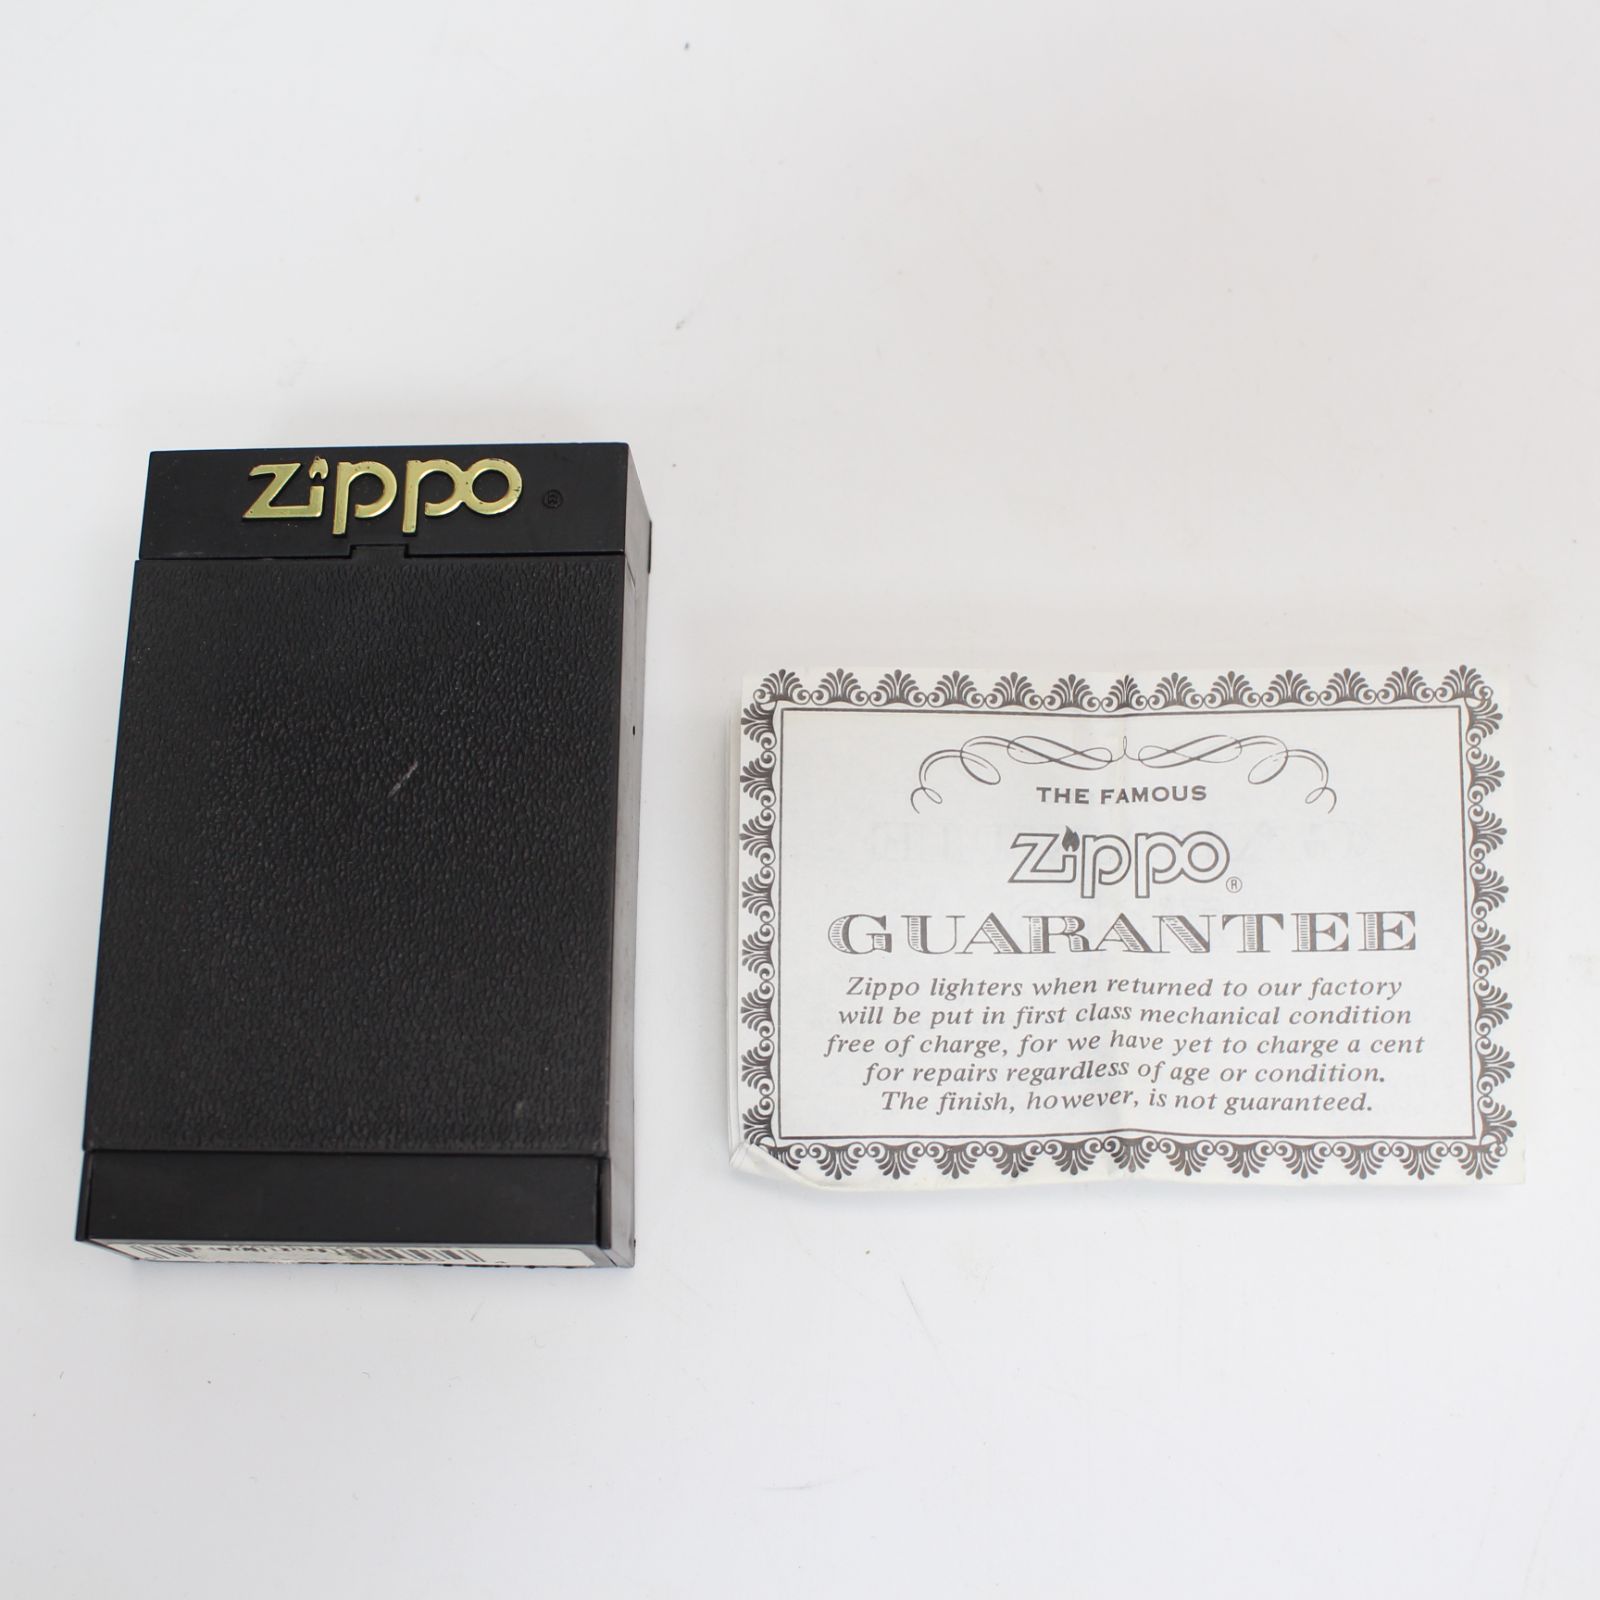 zippo ®
THE FAMOUS
zippo ®
GUARANTEE
Zippo lighters when returned to our factory
will be put in first class mechanical condition
free of charge, for we have yet to charge a cent
for repairs regardless of age or condition.
The finish, however, is not guaranteed.